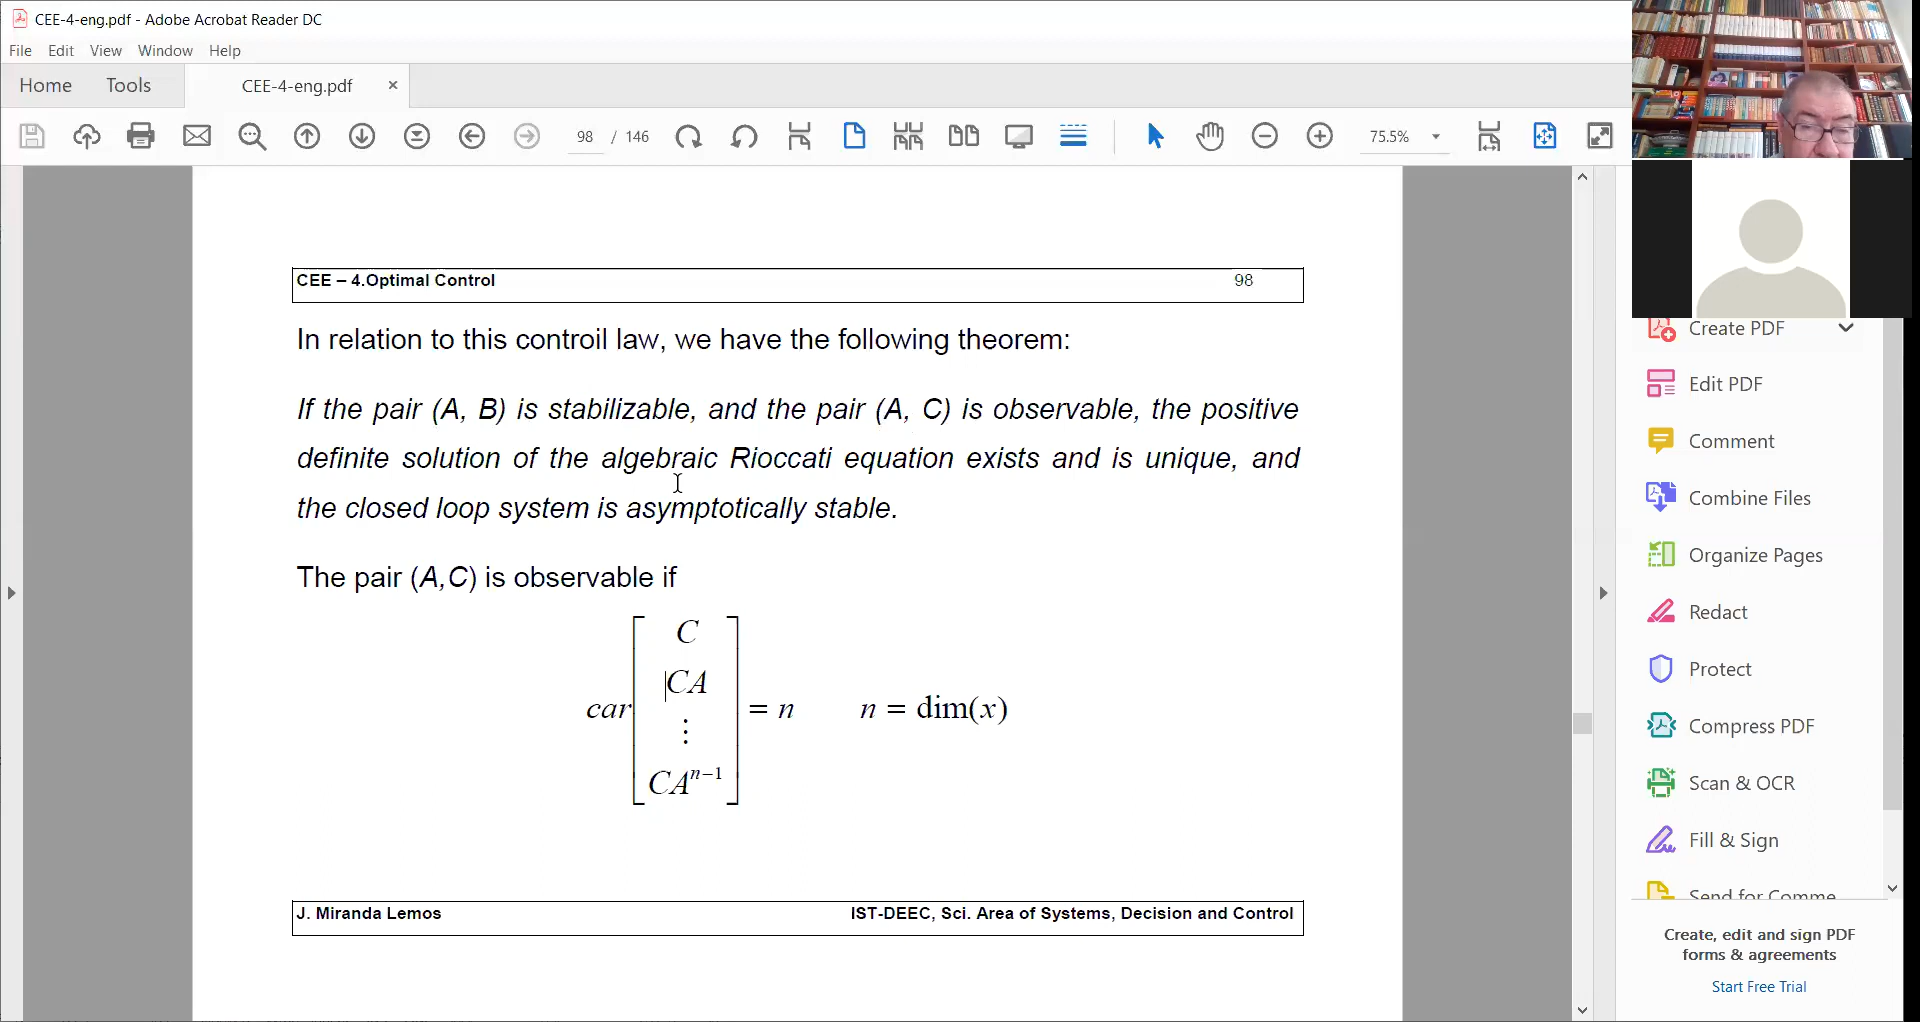 CEE-4-eng.pdf - Adobe Acrobat Reader DC
File Edit View Window Help
Home Tools CEE-4-eng.pdf ×
98 / 146 75.5%
CEE – 4.Optimal Control 98
In relation to this controil law, we have the following theorem:
If the pair (A, B) is stabilizable, and the pair (A, C) is observable, the positive
definite solution of the algebraic Rioccati equation exists and is unique, and
the closed loop system is asymptotically stable.
The pair (A,C) is observable if
C
CA
car ⋮ = n n = dim(x)
CAⁿ⁻¹
J. Miranda Lemos IST-DEEC, Sci. Area of Systems, Decision and Control
Create PDF
Edit PDF
Comment
Combine Files
Organize Pages
Redact
Protect
Compress PDF
Scan & OCR
Fill & Sign
Send for Comme
Create, edit and sign PDF
forms & agreements
Start Free Trial